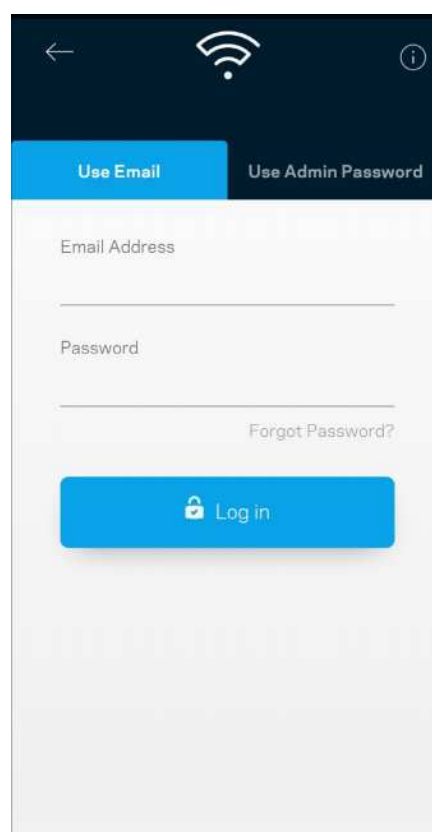 Use Email
Use Admin Password
Email Address
Password
Forgot Password?
Log in